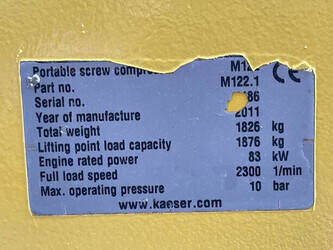 Portable screw compre M12
Part no. M122.1
Serial no. 86
Year of manufacture 2011
Total weight 1826 kg
Lifting point load capacity 1876 kg
Engine rated power 83 kW
Full load speed 2300 1/min
Max. operating pressure 10 bar
www.kaeser.com